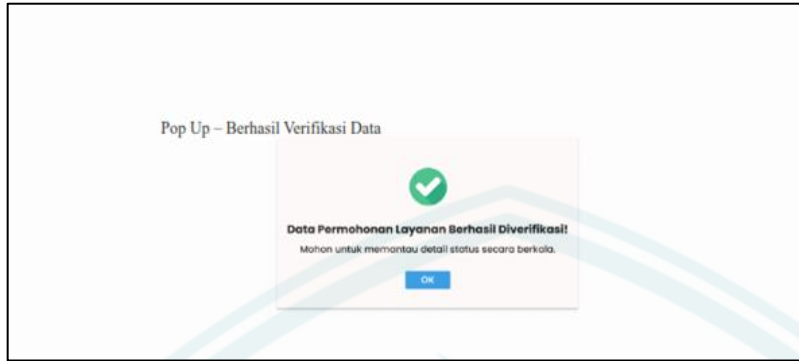 Pop Up – Berhasil Verifikasi Data
Data Permohonan Layanan Berhasil Diverifikasi!
Mohon untuk memantau detail status secara berkala.
OK